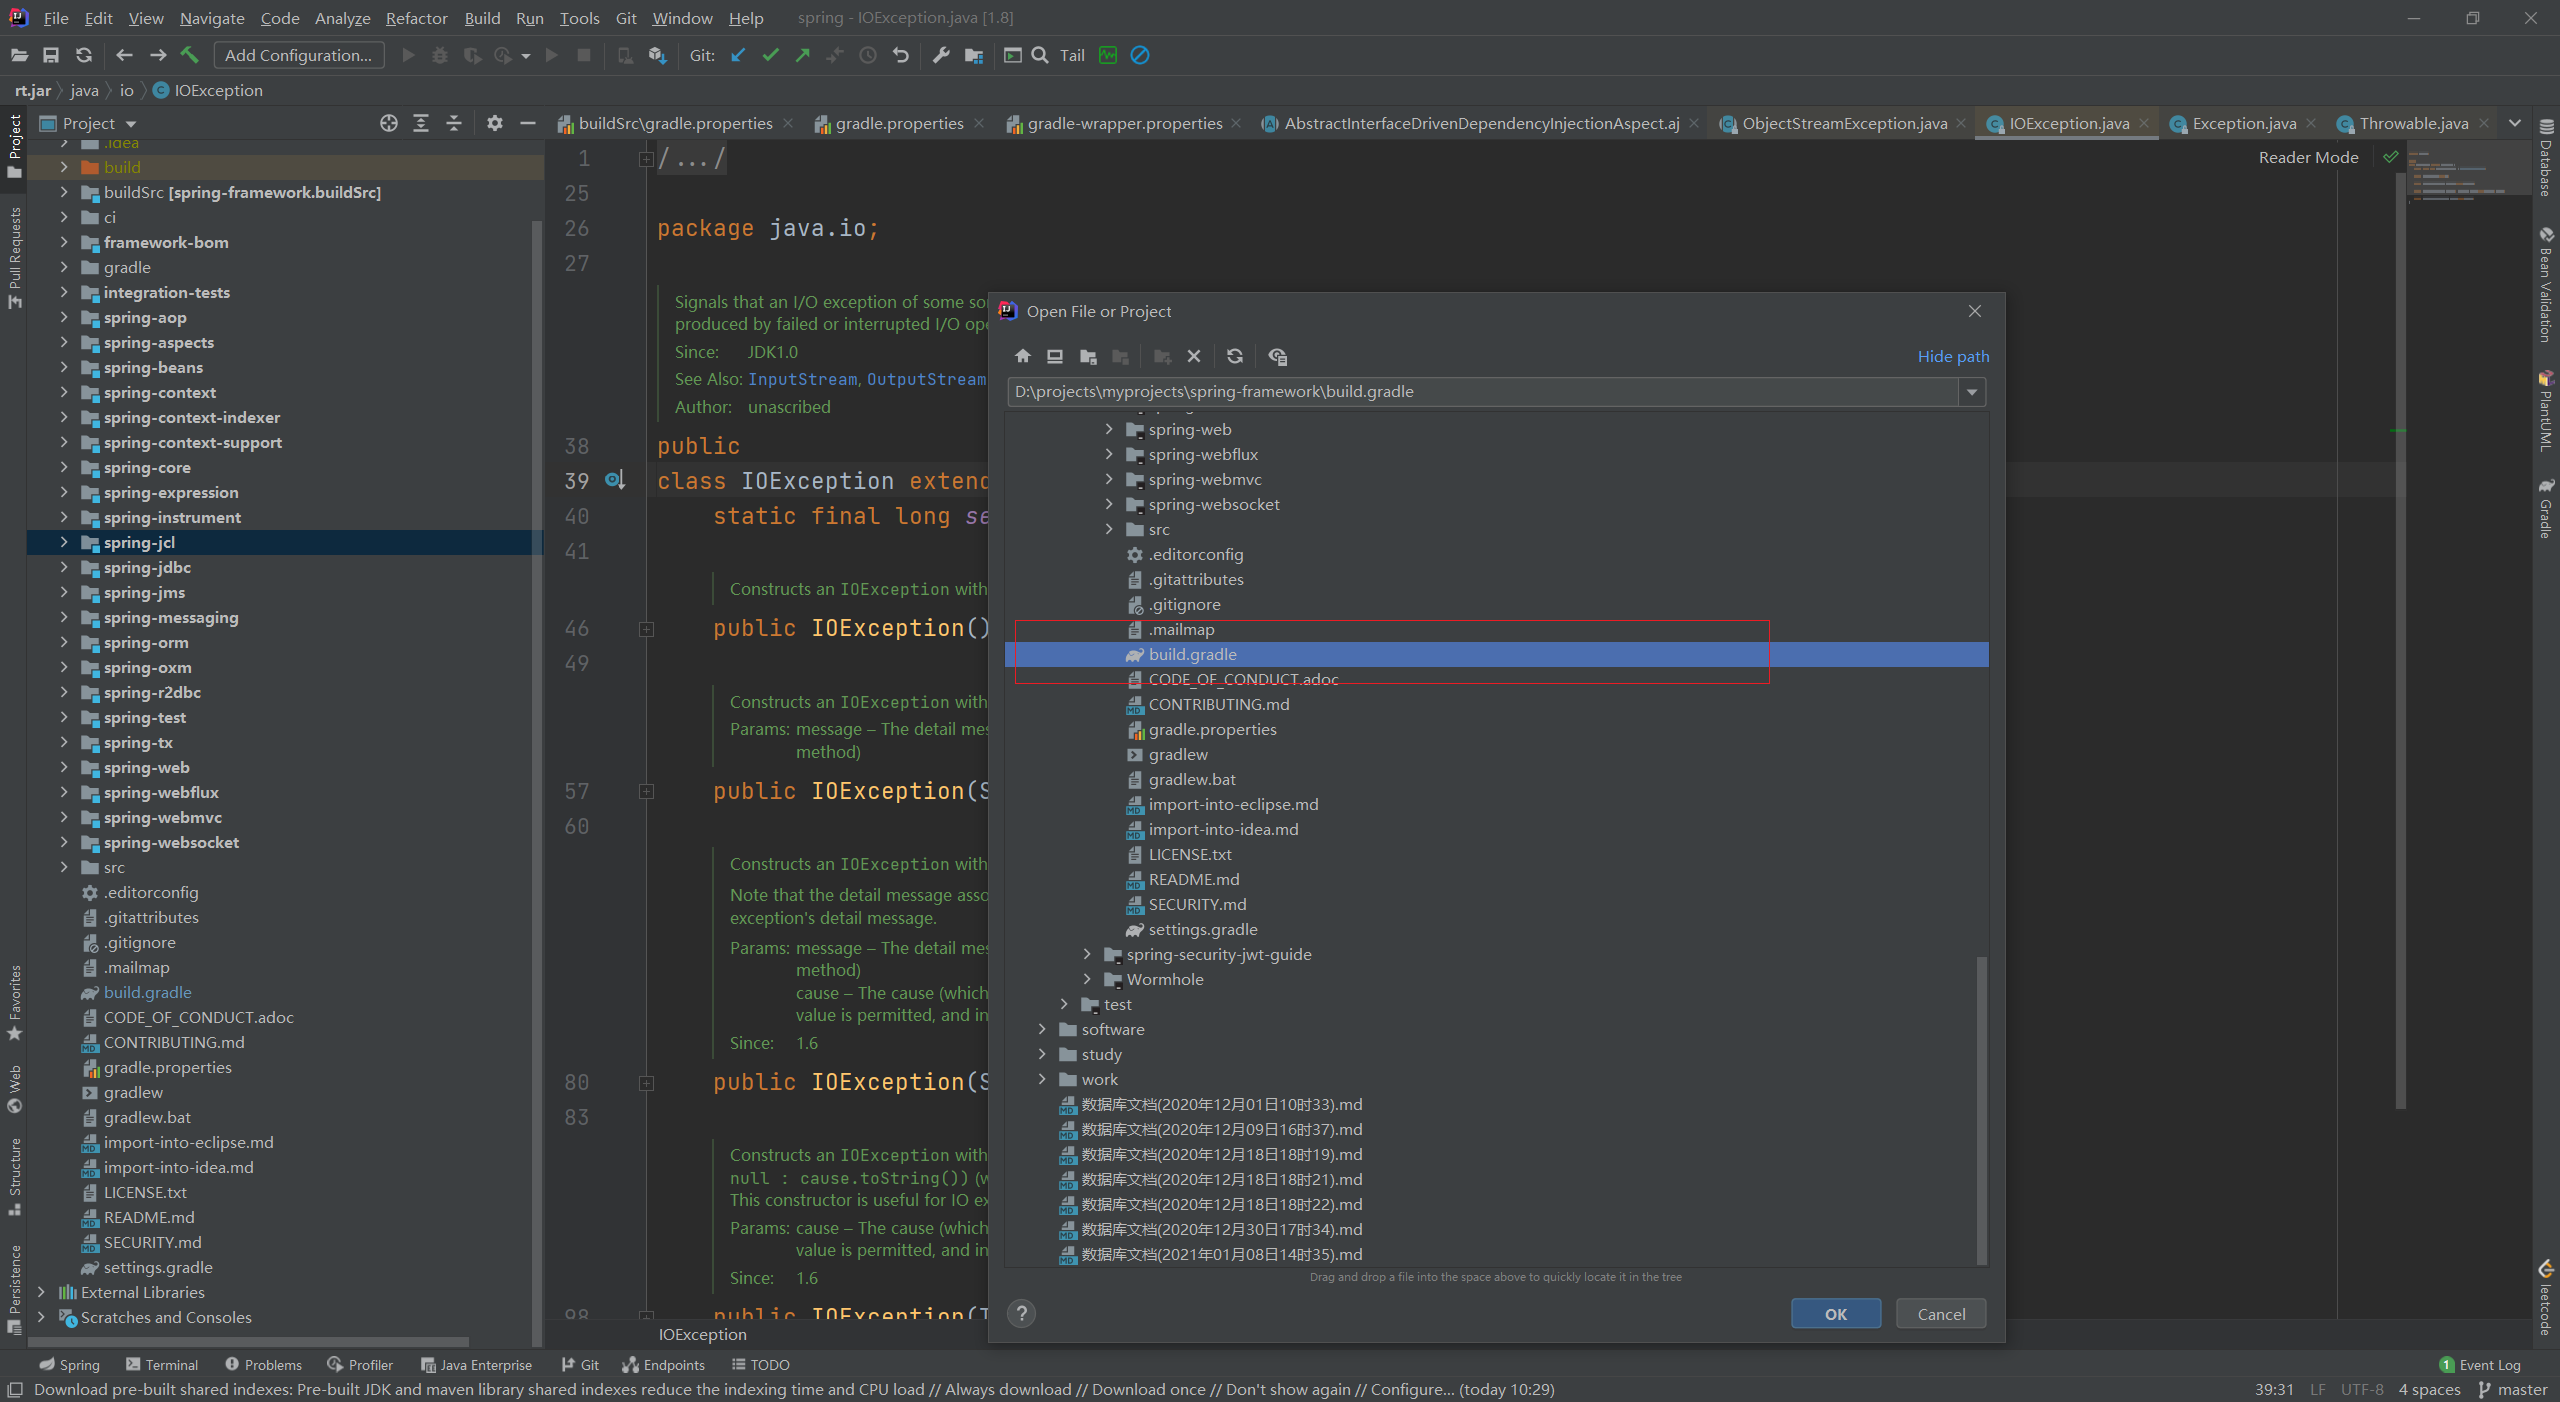 File Edit View Navigate Code Analyze Refactor Build Run Tools Git Window Help spring - IOException.java [1.8]
Add Configuration... Git: Tail
rt.jar java io IOException
Project
buildSrc\gradle.properties gradle.properties gradle-wrapper.properties AbstractInterfaceDrivenDependencyInjectionAspect.aj ObjectStreamException.java IOException.java Exception.java Throwable.java
Project
Pull Requests
Favorites
Web
Structure
Persistence
.idea
build
buildSrc [spring-framework.buildSrc]
ci
framework-bom
gradle
integration-tests
spring-aop
spring-aspects
spring-beans
spring-context
spring-context-indexer
spring-context-support
spring-core
spring-expression
spring-instrument
spring-jcl
spring-jdbc
spring-jms
spring-messaging
spring-orm
spring-oxm
spring-r2dbc
spring-test
spring-tx
spring-web
spring-webflux
spring-webmvc
spring-websocket
src
.editorconfig
.gitattributes
.gitignore
.mailmap
build.gradle
CODE_OF_CONDUCT.adoc
CONTRIBUTING.md
gradle.properties
gradlew
gradlew.bat
import-into-eclipse.md
import-into-idea.md
LICENSE.txt
README.md
SECURITY.md
settings.gradle
External Libraries
Scratches and Consoles
Reader Mode
1 /.../
25
26 package java.io;
27
Signals that an I/O exception of some so
produced by failed or interrupted I/O ope
Since: JDK1.0
See Also: InputStream, OutputStream
Author: unascribed
38 public
39 class IOException extend
40 static final long se
41
Constructs an IOException with
46 public IOException()
49
Constructs an IOException with
Params: message – The detail mes
method)
57 public IOException(S
60
Constructs an IOException with
Note that the detail message asso
exception's detail message.
Params: message – The detail mes
method)
cause – The cause (which
value is permitted, and in
Since: 1.6
80 public IOException(S
83
Constructs an IOException with
null : cause.toString()) (w
This constructor is useful for IO ex
Params: cause – The cause (which
value is permitted, and in
Since: 1.6
98 public IOException(T
IOException
Open File or Project
Hide path
D:\projects\myprojects\spring-framework\build.gradle
spring-web
spring-webflux
spring-webmvc
spring-websocket
src
.editorconfig
.gitattributes
.gitignore
.mailmap
build.gradle
CODE_OF_CONDUCT.adoc
CONTRIBUTING.md
gradle.properties
gradlew
gradlew.bat
import-into-eclipse.md
import-into-idea.md
LICENSE.txt
README.md
SECURITY.md
settings.gradle
spring-security-jwt-guide
Wormhole
test
software
study
work
数据库文档(2020年12月01日10时33).md
数据库文档(2020年12月09日16时37).md
数据库文档(2020年12月18日18时19).md
数据库文档(2020年12月18日18时21).md
数据库文档(2020年12月18日18时22).md
数据库文档(2020年12月30日17时34).md
数据库文档(2021年01月08日14时35).md
Drag and drop a file into the space above to quickly locate it in the tree
? OK Cancel
Database
Bean Validation
PlantUML
Gradle
leetcode
Spring Terminal Problems Profiler Java Enterprise Git Endpoints TODO 1 Event Log
Download pre-built shared indexes: Pre-built JDK and maven library shared indexes reduce the indexing time and CPU load // Always download // Download once // Don't show again // Configure... (today 10:29) 39:31 LF UTF-8 4 spaces master